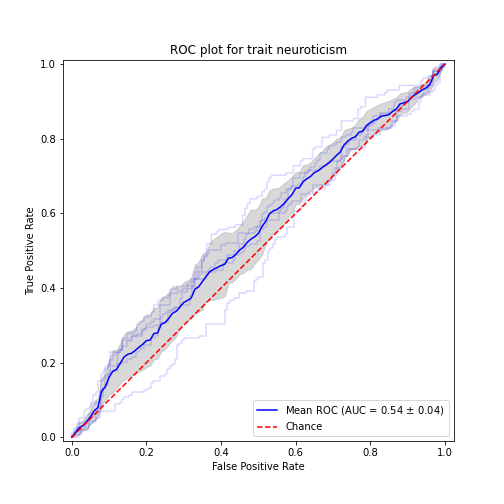 ROC plot for trait neuroticism
True Positive Rate
1.0
0.8
0.6
0.4
0.2
0.0
0.0 0.2 0.4 0.6 0.8 1.0
False Positive Rate
Mean ROC (AUC = 0.54 ± 0.04)
Chance